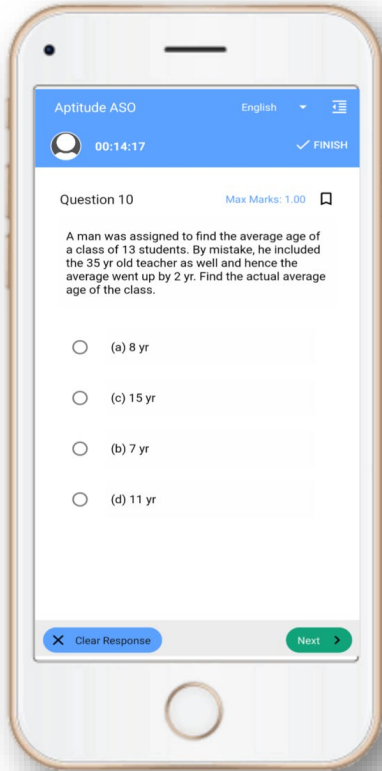 Aptitude ASO English
00:14:17 FINISH
Question 10 Max Marks: 1.00
A man was assigned to find the average age of
a class of 13 students. By mistake, he included
the 35 yr old teacher as well and hence the
average went up by 2 yr. Find the actual average
age of the class.
(a) 8 yr
(c) 15 yr
(b) 7 yr
(d) 11 yr
Clear Response Next